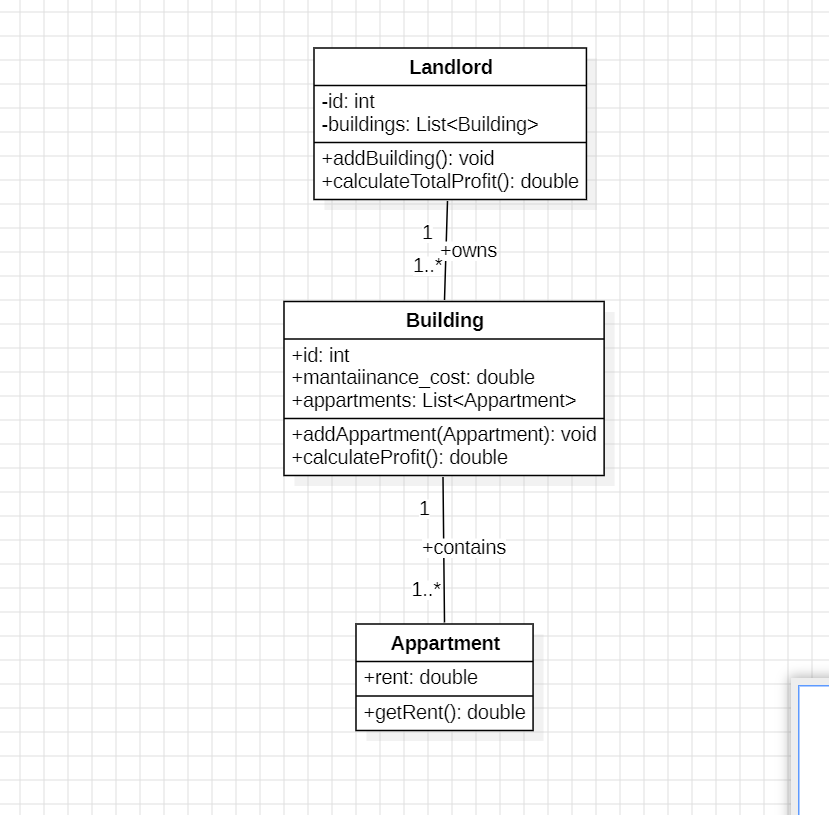 Landlord
-id: int
-buildings: List<Building>
+addBuilding(): void
+calculateTotalProfit(): double
1
+owns
1..*
Building
+id: int
+mantaiinance_cost: double
+appartments: List<Appartment>
+addAppartment(Appartment): void
+calculateProfit(): double
1
+contains
1..*
Appartment
+rent: double
+getRent(): double